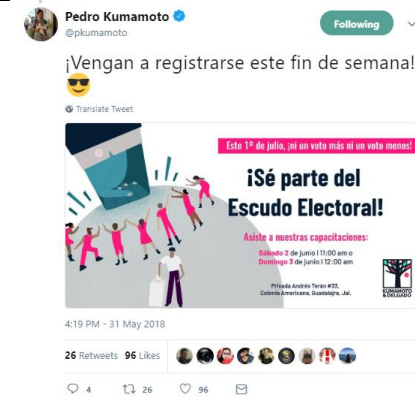 Pedro Kumamoto
@pkumamoto
Following
¡Vengan a registrarse este fin de semana!
Translate Tweet
Este 1º de julio, ¡ni un voto más ni un voto menos!
¡Sé parte del
Escudo Electoral!
Asiste a nuestras capacitaciones:
Sábado 2 de junio | 11:00 am o
Domingo 3 de junio | 12:00 am
Privada Andrés Terán #33,
Colonia Americana, Guadalajra, Jal.
KUMAMOTO
& DELGADO
4:19 PM - 31 May 2018
26 Retweets 96 Likes
4 26 96